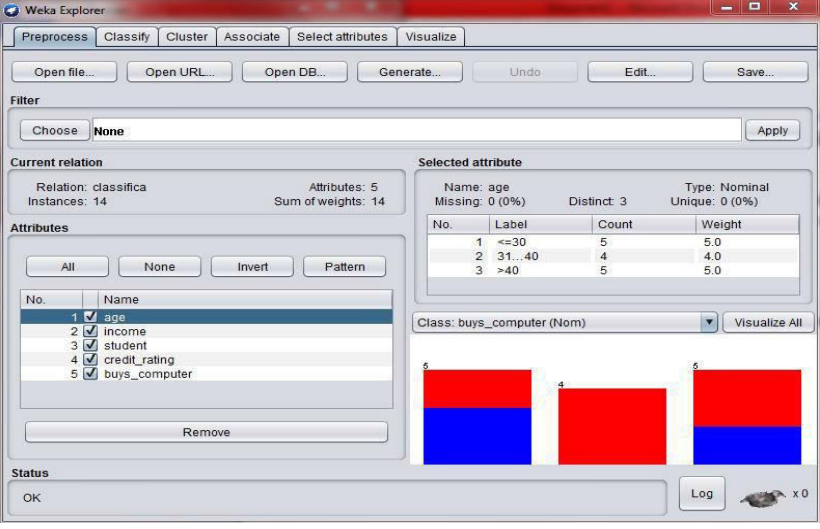 Weka Explorer
Preprocess Classify Cluster Associate Select attributes Visualize
Open file... Open URL... Open DB... Generate... Undo Edit... Save...
Filter
Choose None Apply
Current relation
Relation: classifica Attributes: 5
Instances: 14 Sum of weights: 14
Attributes
All None Invert Pattern
No. Name
1 age
2 income
3 student
4 credit_rating
5 buys_computer
Remove
Selected attribute
Name: age Type: Nominal
Missing: 0 (0%) Distinct: 3 Unique: 0 (0%)
No. Label Count Weight
1 <=30 5 5.0
2 31...40 4 4.0
3 >40 5 5.0
Class: buys_computer (Nom) Visualize All
5 4 5
Status
OK
Log x 0